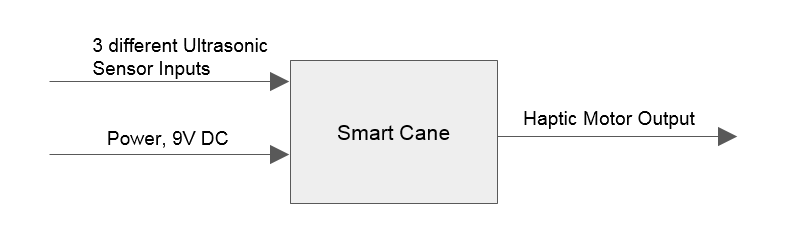 3 different Ultrasonic
Sensor Inputs
Power, 9V DC
Smart Cane
Haptic Motor Output